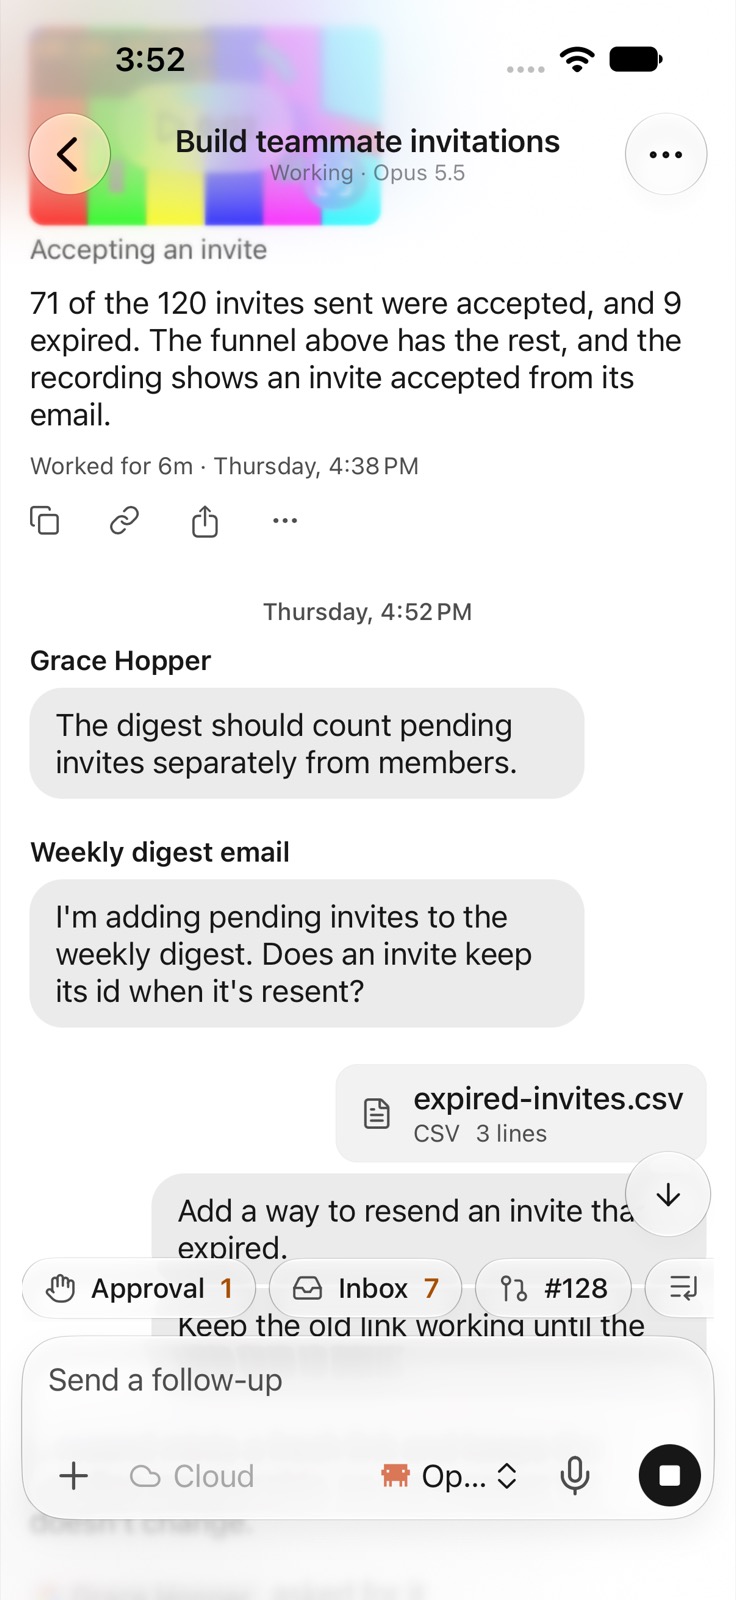 3:52
Build teammate invitations
Working · Opus 5.5
Accepting an invite
71 of the 120 invites sent were accepted, and 9
expired. The funnel above has the rest, and the
recording shows an invite accepted from its
email.
Worked for 6m · Thursday, 4:38 PM
Thursday, 4:52 PM
Grace Hopper
The digest should count pending
invites separately from members.
Weekly digest email
I'm adding pending invites to the
weekly digest. Does an invite keep
its id when it's resent?
expired-invites.csv
CSV 3 lines
Add a way to resend an invite tha
expired.
Approval 1
Inbox 7
#128
Keep the old link working until the
Send a follow-up
Cloud
Op...
doesn't change.